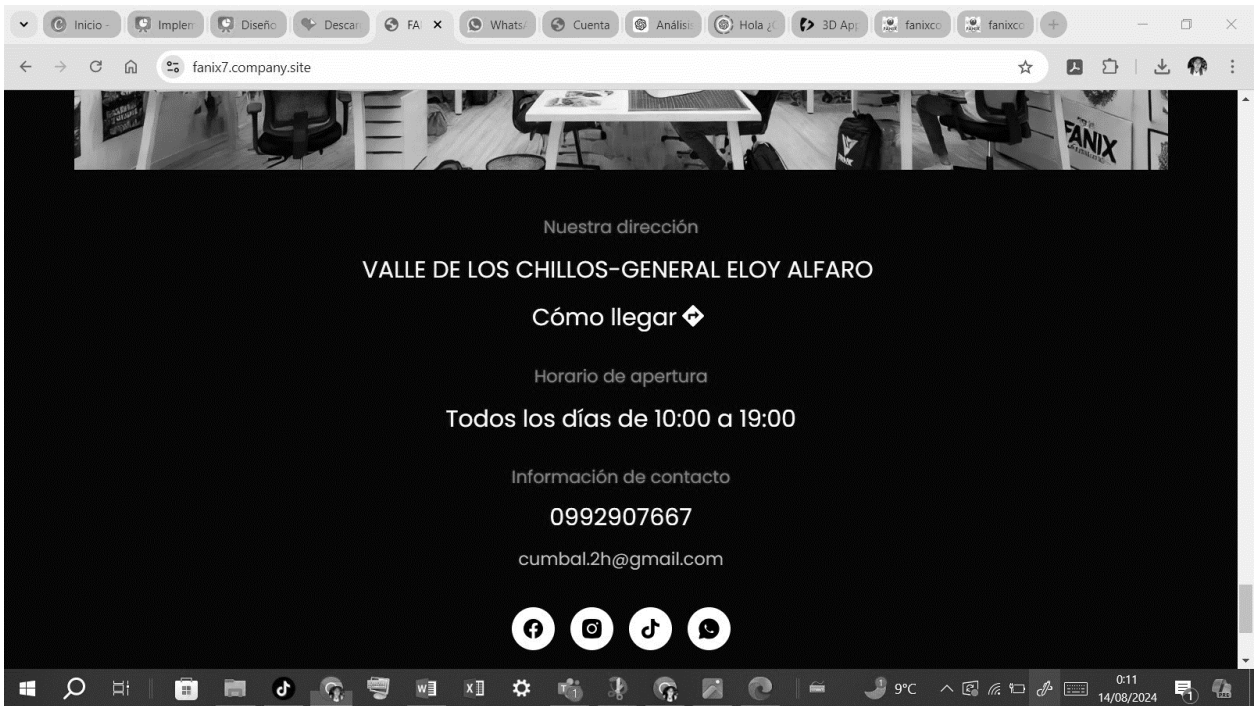 Inicio -
Implem
Diseño
Descar
FA
Whats/
Cuenta
Análisis
Hola ¿C
3D App
fanixco
fanixco
fanix7.company.site
FANIX
Nuestra dirección
VALLE DE LOS CHILLOS-GENERAL ELOY ALFARO
Cómo llegar
Horario de apertura
Todos los días de 10:00 a 19:00
Información de contacto
0992907667
cumbal.2h@gmail.com
9°C
0:11
14/08/2024